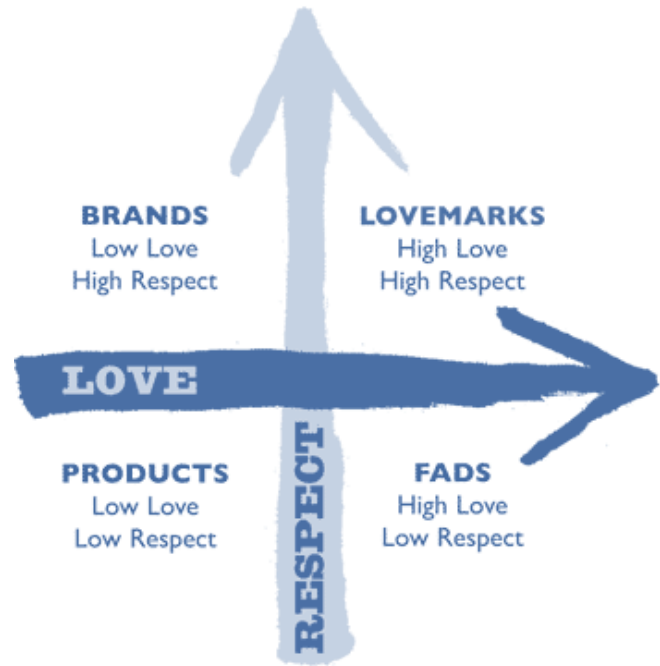 BRANDS
Low Love
High Respect
LOVEMARKS
High Love
High Respect
LOVE
RESPECT
PRODUCTS
Low Love
Low Respect
FADS
High Love
Low Respect